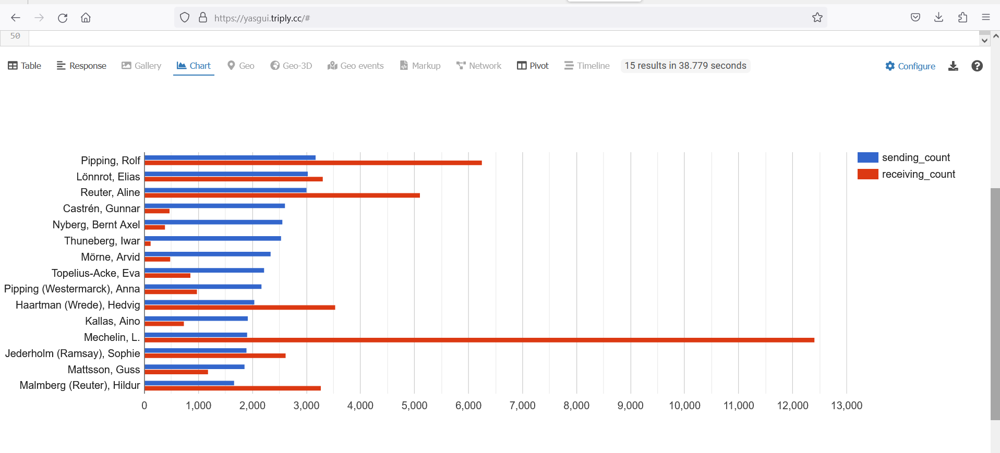 https://yasgui.triply.cc/#
50
Table Response Gallery Chart Geo Geo-3D Geo events Markup Network Pivot Timeline 15 results in 38.779 seconds Configure
Pipping, Rolf
Lönnrot, Elias
Reuter, Aline
Castrén, Gunnar
Nyberg, Bernt Axel
Thuneberg, Iwar
Mörne, Arvid
Topelius-Acke, Eva
Pipping (Westermarck), Anna
Haartman (Wrede), Hedvig
Kallas, Aino
Mechelin, L.
Jederholm (Ramsay), Sophie
Mattsson, Guss
Malmberg (Reuter), Hildur
0 1,000 2,000 3,000 4,000 5,000 6,000 7,000 8,000 9,000 10,000 11,000 12,000 13,000
sending_count
receiving_count